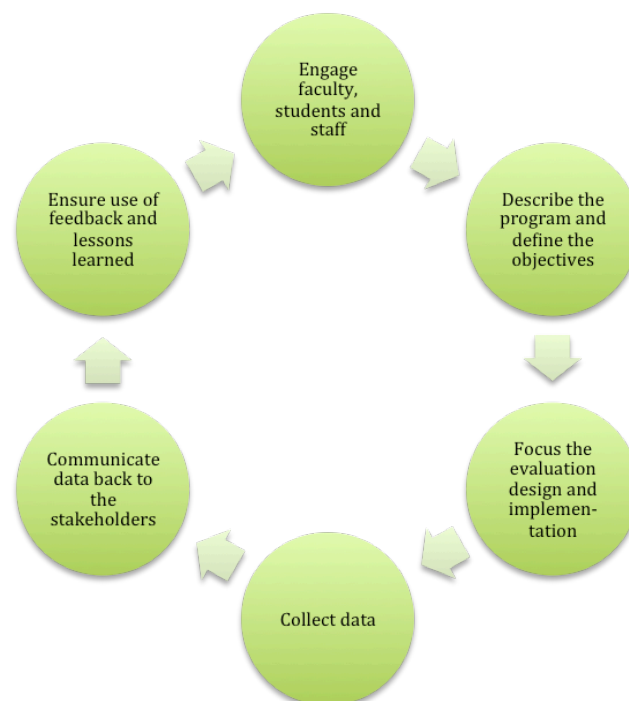 Engage
faculty,
students and
staff
Describe the
program and
define the
objectives
Focus the
evaluation
design and
implemen-
tation
Collect data
Communicate
data back to
the
stakeholders
Ensure use of
feedback and
lessons
learned